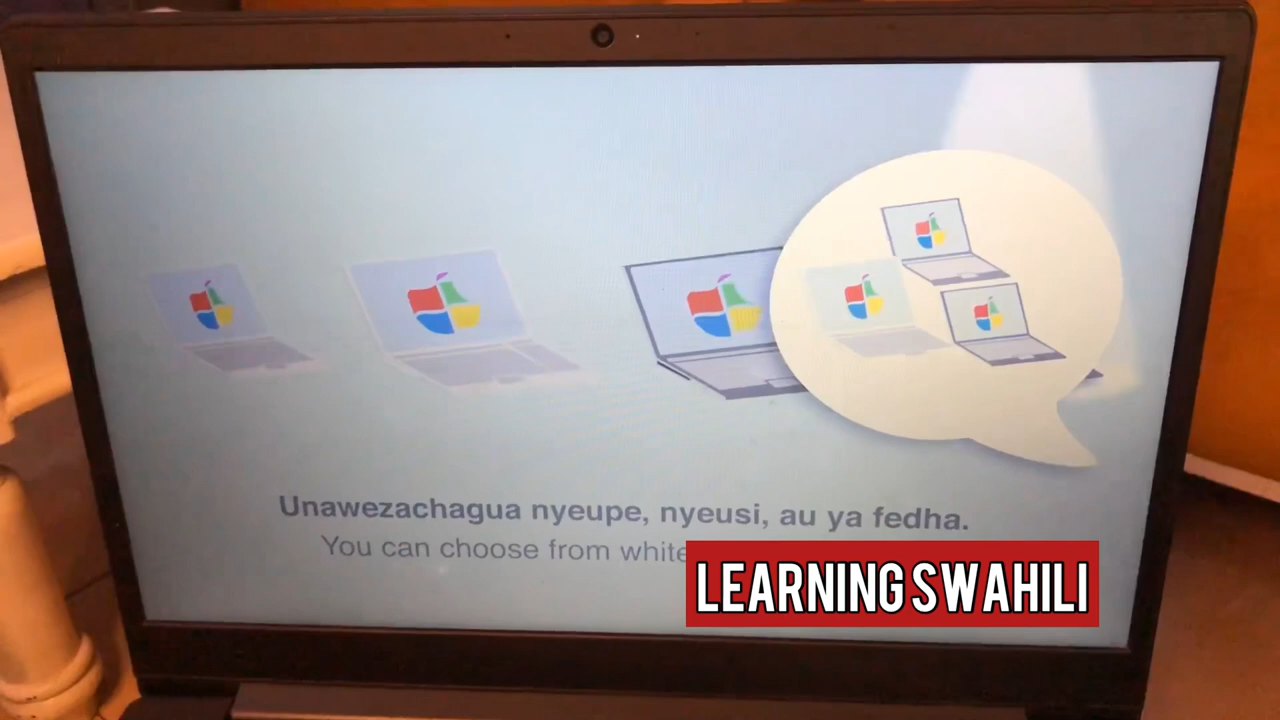 Unawezachagua nyeupe, nyeusi, au ya fedha.
You can choose from white
LEARNING SWAHILI